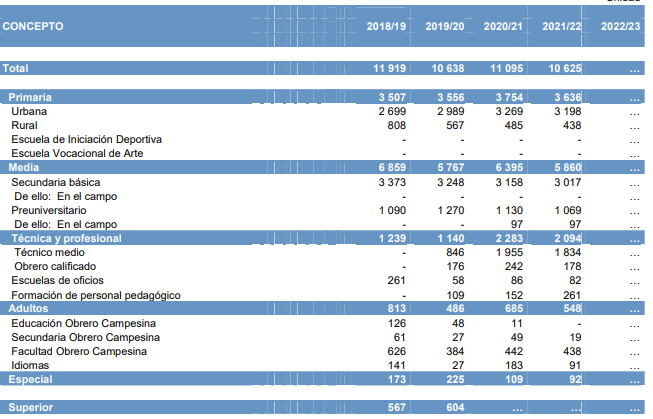 CONCEPTO 2018/19 2019/20 2020/21 2021/22 2022/23
Total 11 919 10 638 11 095 10 625 ...
Primaria 3 507 3 556 3 754 3 636 ...
Urbana 2 699 2 989 3 269 3 198 ...
Rural 808 567 485 438 ...
Escuela de Iniciación Deportiva - - - - ...
Escuela Vocacional de Arte - - - - ...
Media 6 859 5 767 6 395 5 860 ...
Secundaria básica 3 373 3 248 3 158 3 017 ...
De ello: En el campo - - - - ...
Preuniversitario 1 090 1 270 1 130 1 069 ...
De ello: En el campo - - 97 97 ...
Técnica y profesional 1 239 1 140 2 283 2 094 ...
Técnico medio - 846 1 955 1 834 ...
Obrero calificado - 176 242 178 ...
Escuelas de oficios 261 58 86 82 ...
Formación de personal pedagógico - 109 152 261 ...
Adultos 813 486 685 548 ...
Educación Obrero Campesina 126 48 11 - ...
Secundaria Obrero Campesina 61 27 49 19 ...
Facultad Obrero Campesina 626 384 442 438 ...
Idiomas 141 27 183 91 ...
Especial 173 225 109 92 ...
Superior 567 604 ... ... ...